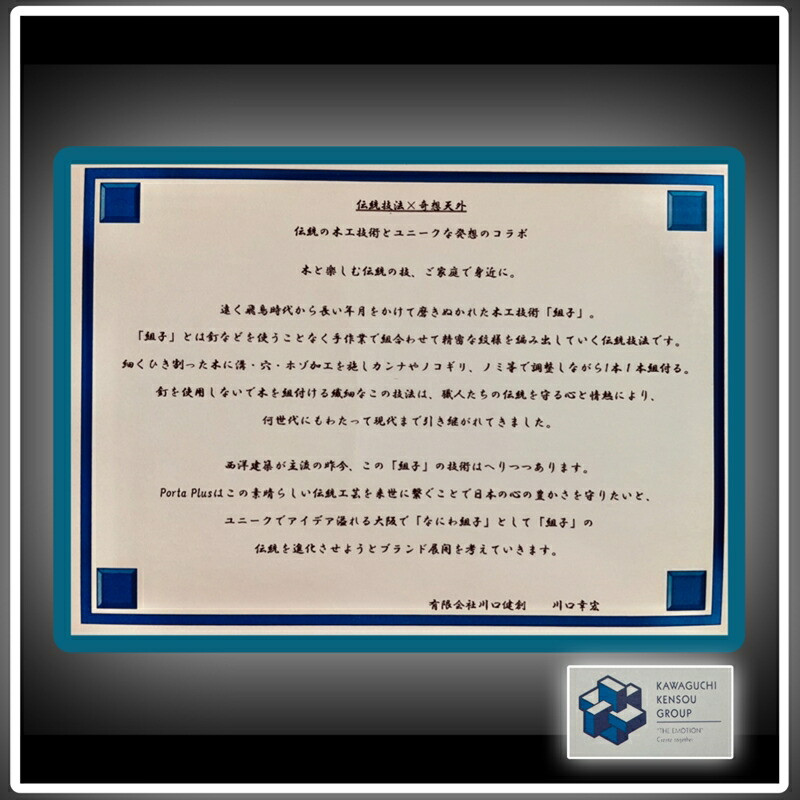 伝統技法×奇想天外
伝統の木工技術とユニークな発想のコラボ
木と楽しむ伝統の技、ご家庭で身近に。
遠く飛鳥時代から長い年月をかけて磨きぬかれた木工技術「組子」。
「組子」とは釘などを使うことなく手作業で組合わせて精密な紋様を編み出していく伝統技法です。
細くひき割った木に溝・穴・ホゾ加工を施しカンナやノコギリ、ノミ等で調整しながら1本1本組付る。
釘を使用しないで木を組付ける繊細なこの技法は、職人たちの伝統を守る心と情熱により、
何世代にもわたって現代まで引き継がれてきました。
西洋建築が主流の昨今、この「組子」の技術はへりつつあります。
Porta Plusはこの素晴らしい伝統工芸を来世に繋ぐことで日本の心の豊かさを守りたいと、
ユニークでアイデア溢れる大阪で「なにわ組子」として「組子」の
伝統を進化させようとブランド展開を考えていきます。
有限会社川口健創　川口幸宏
KAWAGUCHI
KENSOU
GROUP
"THE EMOTION"
Create together